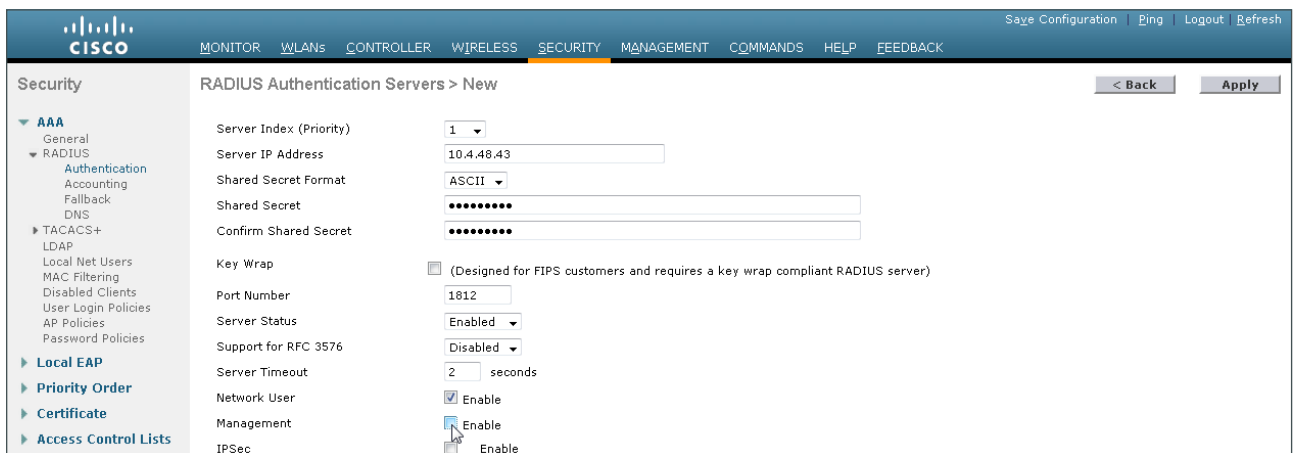 Save Configuration | Ping | Logout | Refresh
CISCO
MONITOR WLANs CONTROLLER WIRELESS SECURITY MANAGEMENT COMMANDS HELP FEEDBACK
Security
AAA
General
RADIUS
Authentication
Accounting
Fallback
DNS
TACACS+
LDAP
Local Net Users
MAC Filtering
Disabled Clients
User Login Policies
AP Policies
Password Policies
Local EAP
Priority Order
Certificate
Access Control Lists
RADIUS Authentication Servers > New
< Back Apply
Server Index (Priority) 1
Server IP Address 10.4.48.43
Shared Secret Format ASCII
Shared Secret •••••••••
Confirm Shared Secret •••••••••
Key Wrap (Designed for FIPS customers and requires a key wrap compliant RADIUS server)
Port Number 1812
Server Status Enabled
Support for RFC 3576 Disabled
Server Timeout 2 seconds
Network User Enable
Management Enable
IPSec Enable